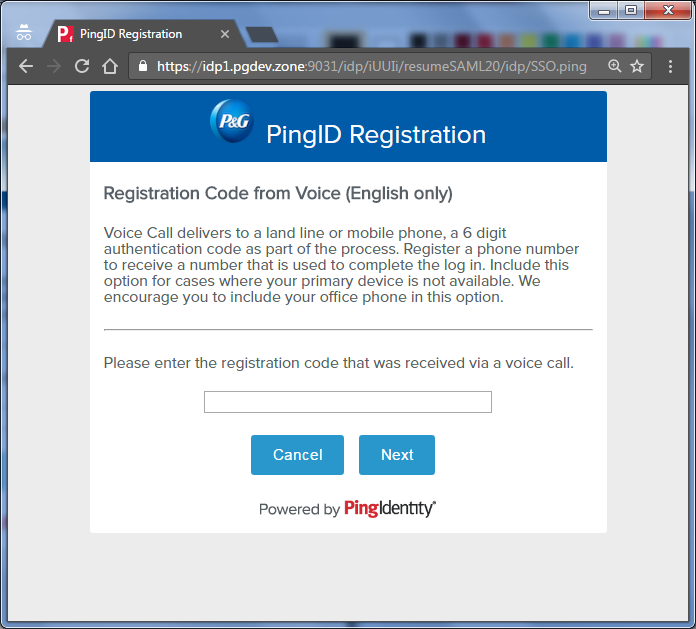 PingID Registration
https://idp1.pgdev.zone:9031/idp/iUUIi/resumeSAML20/idp/SSO.ping
P&G
PingID Registration
Registration Code from Voice (English only)
Voice Call delivers to a land line or mobile phone, a 6 digit
authentication code as part of the process. Register a phone number
to receive a number that is used to complete the log in. Include this
option for cases where your primary device is not available. We
encourage you to include your office phone in this option.
Please enter the registration code that was received via a voice call.
Cancel Next
Powered by PingIdentity®